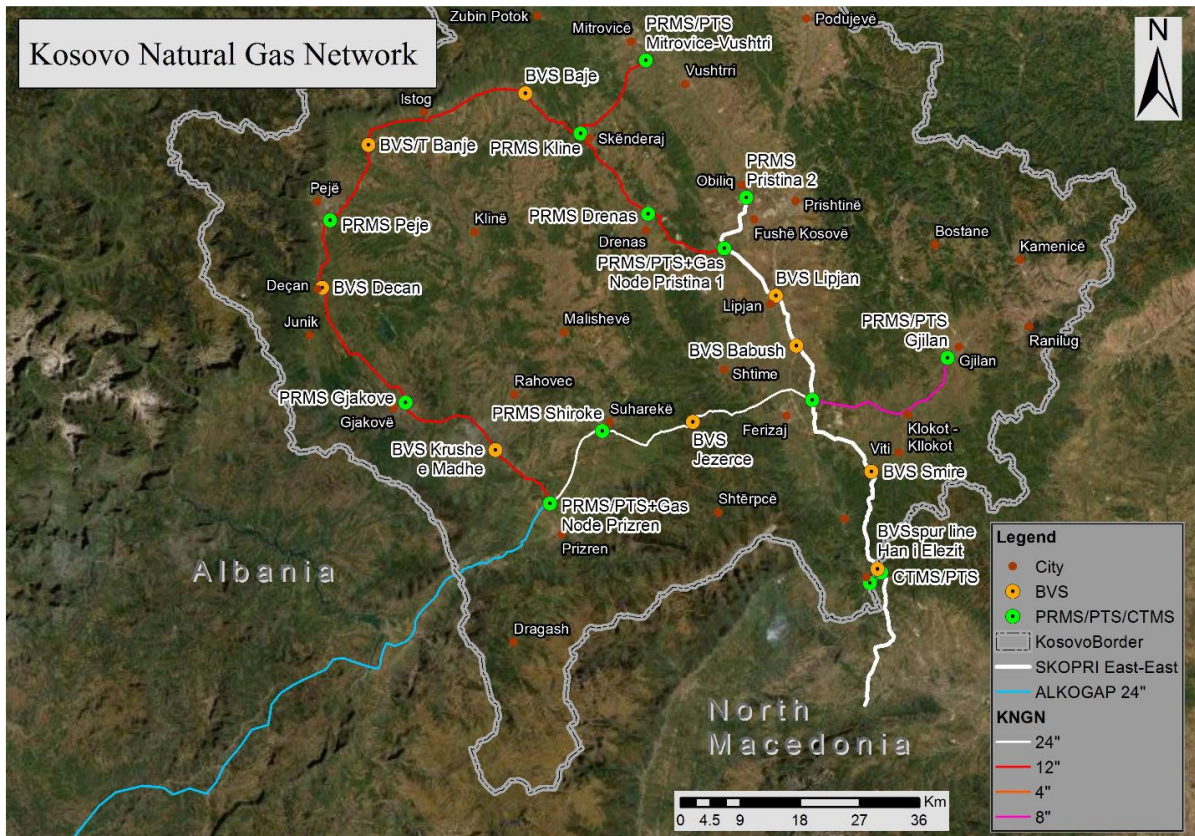 Kosovo Natural Gas Network
N
Zubin Potok
Mitrovicë
PRMS/PTS
Mitrovice-Vushtri
Podujevë
Vushtrri
BVS Baje
Istog
BVS/T Banje
PRMS Kline
Skënderaj
PRMS
Pristina 2
Obiliq
Prishtinë
Pejë
PRMS Peje
Klinë
PRMS Drenas
Drenas
Fushë Kosovë
Bostane
Kamenicë
PRMS/PTS+Gas
Node Pristina 1
BVS Lipjan
Lipjan
Deçan
BVS Decan
Junik
Malishevë
BVS Babush
Shtime
PRMS/PTS
Gjilan
Gjilan
Ranilug
Rahovec
PRMS Gjakove
Gjakovë
PRMS Shiroke
Suharekë
BVS
Jezerce
Ferizaj
Klokot -
Kllokot
Viti
BVS Krushe
e Madhe
BVS Smire
PRMS/PTS+Gas
Node Prizren
Prizren
Shtërpcë
BVSspur line
Han i Elezit
CTMS/PTS
Albania
Dragash
North
Macedonia
Legend
City
BVS
PRMS/PTS/CTMS
KosovoBorder
SKOPRI East-East
ALKOGAP 24"
KNGN
24"
12"
4"
8"
Km
0 4.5 9 18 27 36